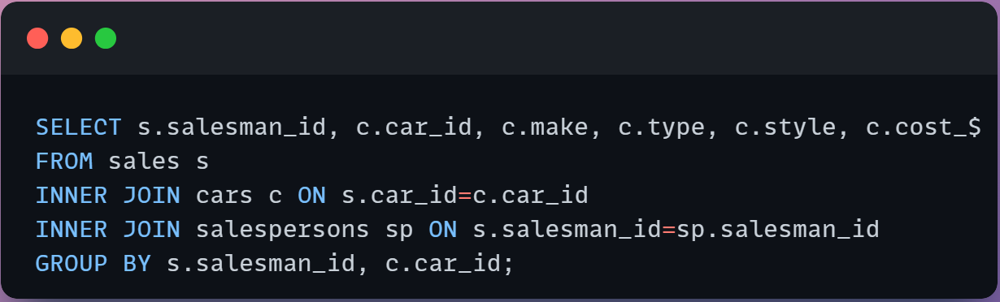 SELECT s.salesman_id, c.car_id, c.make, c.type, c.style, c.cost_$
FROM sales s
INNER JOIN cars c ON s.car_id=c.car_id
INNER JOIN salespersons sp ON s.salesman_id=sp.salesman_id
GROUP BY s.salesman_id, c.car_id;